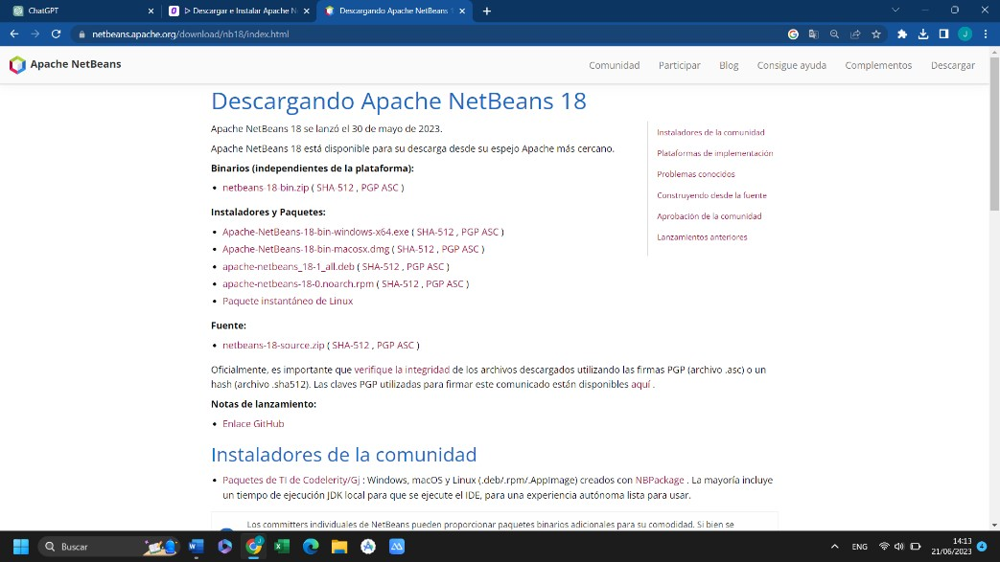 ChatGPT
ᐅ Descargar e Instalar Apache N
Descargando Apache NetBeans 1
netbeans.apache.org/download/nb18/index.html
J
Apache NetBeans
Comunidad
Participar
Blog
Consigue ayuda
Complementos
Descargar
Descargando Apache NetBeans 18
Apache NetBeans 18 se lanzó el 30 de mayo de 2023.
Apache NetBeans 18 está disponible para su descarga desde su espejo Apache más cercano.
Binarios (independientes de la plataforma):
• netbeans-18-bin.zip ( SHA-512 , PGP ASC )
Instaladores y Paquetes:
• Apache-NetBeans-18-bin-windows-x64.exe ( SHA-512 , PGP ASC )
• Apache-NetBeans-18-bin-macosx.dmg ( SHA-512 , PGP ASC )
• apache-netbeans_18-1_all.deb ( SHA-512 , PGP ASC )
• apache-netbeans-18-0.noarch.rpm ( SHA-512 , PGP ASC )
• Paquete instantáneo de Linux
Fuente:
• netbeans-18-source.zip ( SHA-512 , PGP ASC )
Oficialmente, es importante que verifique la integridad de los archivos descargados utilizando las firmas PGP (archivo .asc) o un
hash (archivo .sha512). Las claves PGP utilizadas para firmar este comunicado están disponibles aquí .
Notas de lanzamiento:
• Enlace GitHub
Instaladores de la comunidad
• Paquetes de TI de Codelerity/Gj : Windows, macOS y Linux (.deb/.rpm/.AppImage) creados con NBPackage . La mayoría incluye
un tiempo de ejecución JDK local para que se ejecute el IDE, para una experiencia autónoma lista para usar.
Los committers individuales de NetBeans pueden proporcionar paquetes binarios adicionales para su comodidad. Si bien se
Instaladores de la comunidad
Plataformas de implementación
Problemas conocidos
Construyendo desde la fuente
Aprobación de la comunidad
Lanzamientos anteriores
Buscar
ENG
14:13
21/06/2023
4